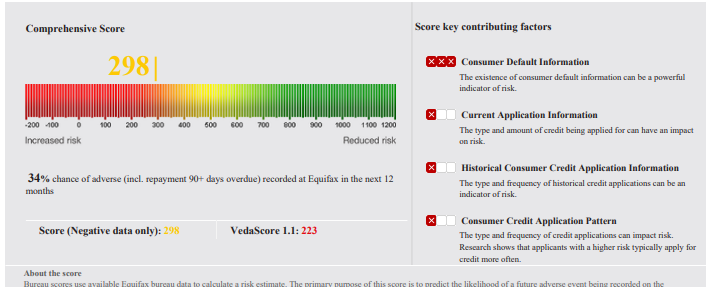 Comprehensive Score
298
-200 -100 0 100 200 300 400 500 600 700 800 900 1000 1100 1200
Increased risk
Reduced risk
34% chance of adverse (incl. repayment 90+ days overdue) recorded at Equifax in the next 12
months
Score (Negative data only): 298
VedaScore 1.1: 223
Score key contributing factors
Consumer Default Information
The existence of consumer default information can be a powerful
indicator of risk.
Current Application Information
The type and amount of credit being applied for can have an impact
on risk.
Historical Consumer Credit Application Information
The type and frequency of historical credit applications can be an
indicator of risk.
Consumer Credit Application Pattern
The type and frequency of credit applications can impact risk.
Research shows that applicants with a higher risk typically apply for
credit more often.
About the score
Bureau scores use available Equifax bureau data to calculate a risk estimate. The primary purpose of this score is to predict the likelihood of a future adverse event being recorded on the